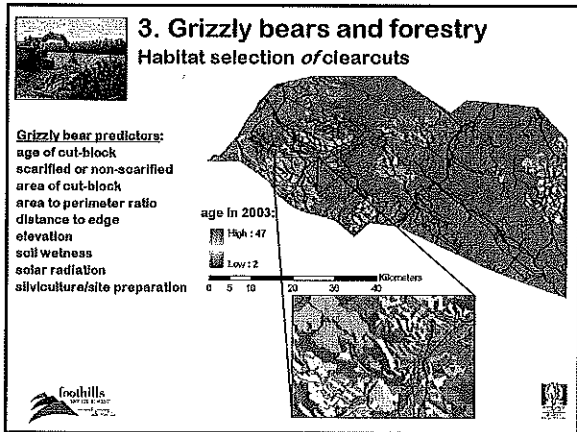 3. Grizzly bears and forestry
Habitat selection of clearcuts
Grizzly bear predictors:
age of cut-block
scarified or non-scarified
area of cut-block
area to perimeter ratio
distance to edge
elevation
soil wetness
solar radiation
silviculture/site preparation
age in 2003:
High : 47
Low : 2
Kilometers
0 5 10 20 30 40
foothills